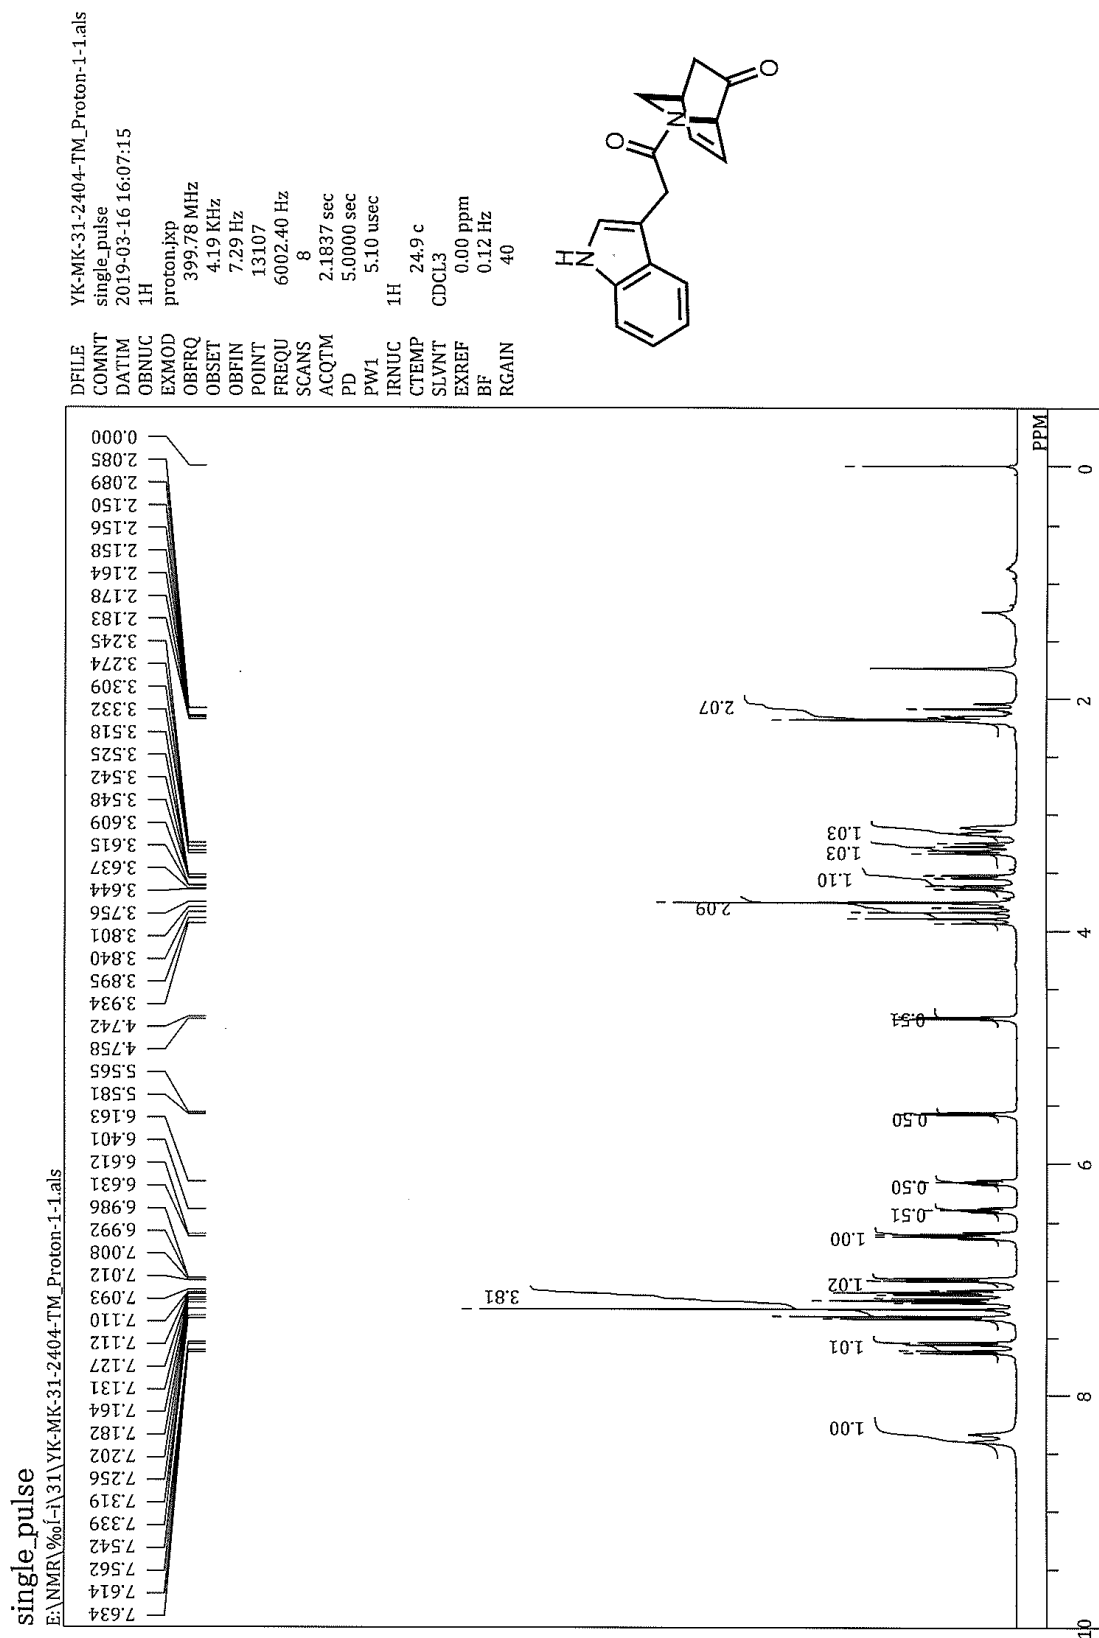 single_pulse
E:\NMR\‰Í-i\31\YK-MK-31-2404-TM_Proton-1-1.als
7.634
7.614
7.562
7.542
7.339
7.319
7.256
7.202
7.182
7.164
7.131
7.127
7.112
7.110
7.093
7.012
7.008
6.992
6.986
6.631
6.612
6.401
6.163
5.581
5.565
4.758
4.742
3.934
3.895
3.840
3.801
3.756
3.644
3.637
3.615
3.609
3.548
3.542
3.525
3.518
3.332
3.309
3.274
3.245
2.183
2.178
2.164
2.158
2.156
2.150
2.089
2.085
0.000
1.00
1.01
3.81
1.02
1.00
0.51
0.50
0.50
0.51
2.09
1.10
1.03
1.03
2.07
10
8
6
4
2
0
PPM
DFILE YK-MK-31-2404-TM_Proton-1-1.als
COMNT single_pulse
DATIM 2019-03-16 16:07:15
OBNUC 1H
EXMOD proton.jxp
OBFRQ 399.78 MHz
OBSET 4.19 KHz
OBFIN 7.29 Hz
POINT 13107
FREQU 6002.40 Hz
SCANS 8
ACQTM 2.1837 sec
PD 5.0000 sec
PW1 5.10 usec
IRNUC 1H
CTEMP 24.9 c
SLVNT CDCL3
EXREF 0.00 ppm
BF 0.12 Hz
RGAIN 40
HN
O
N
O